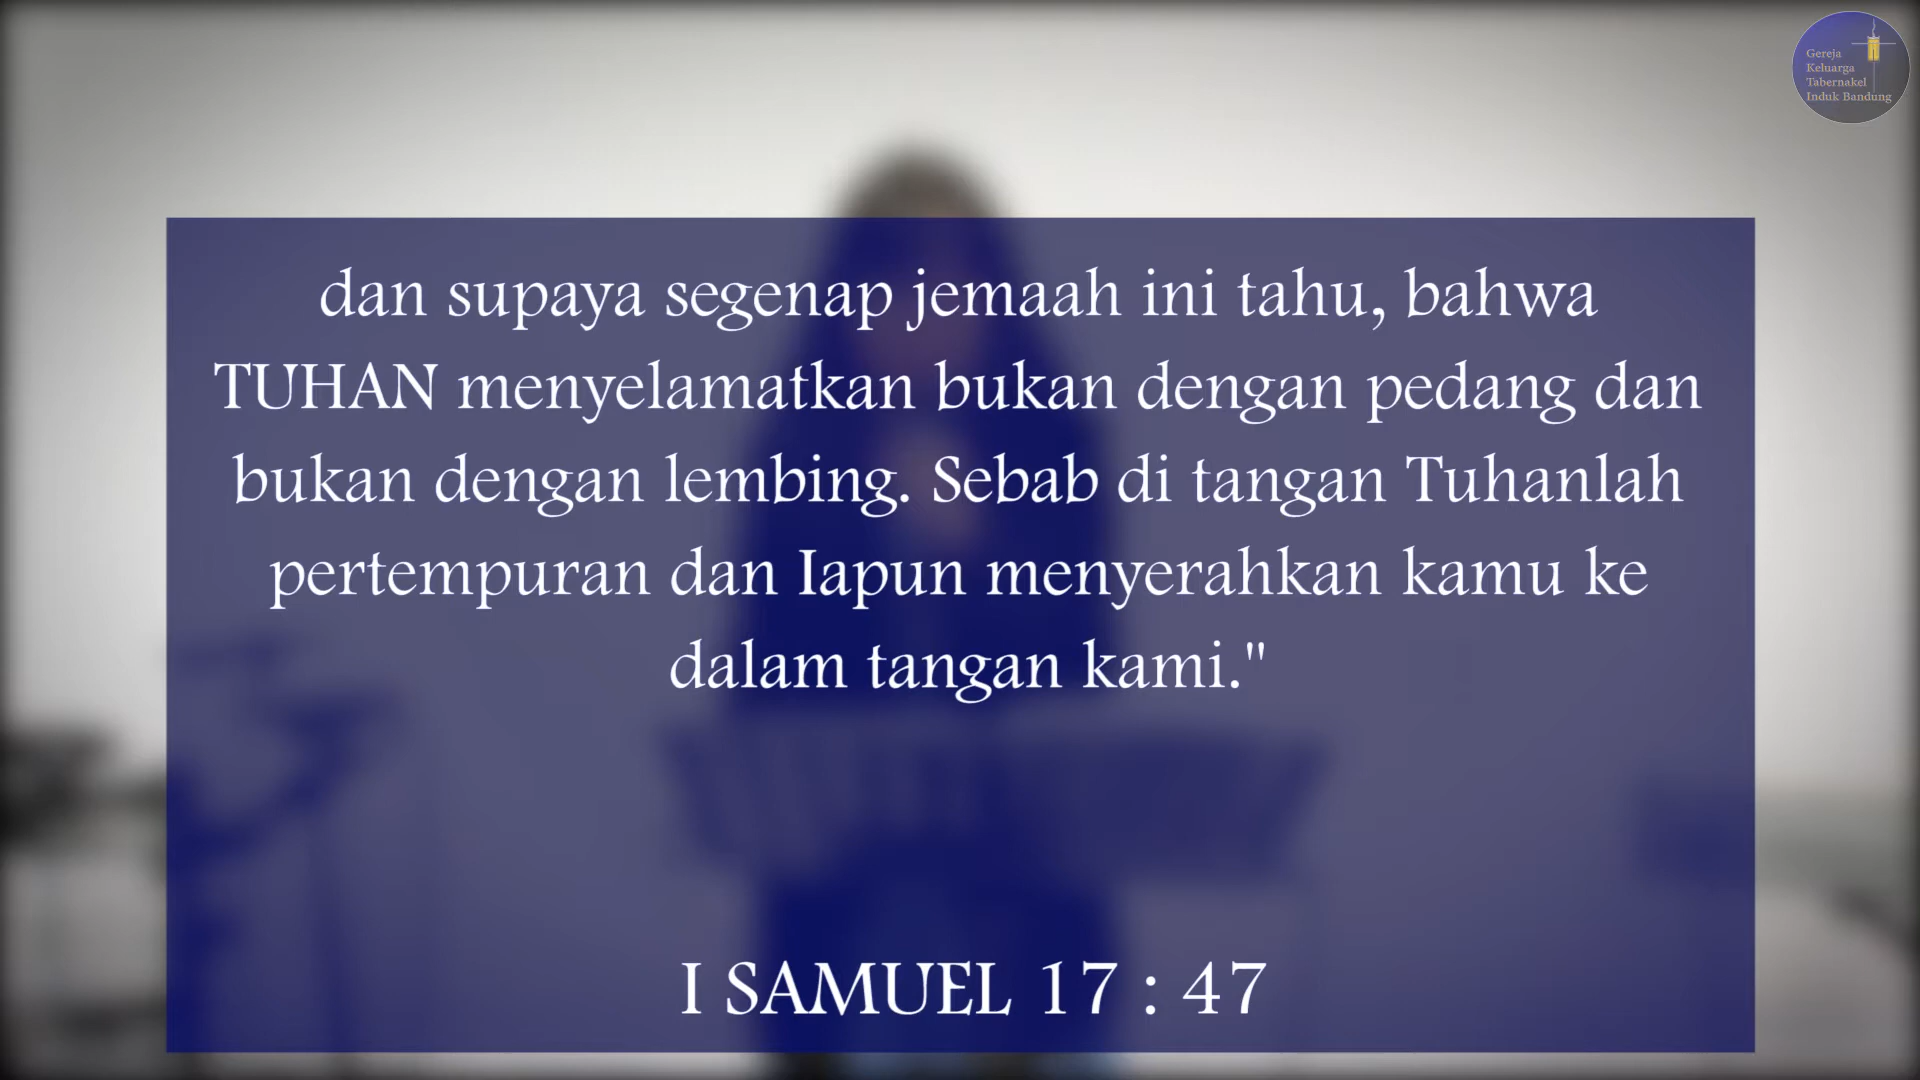 Gereja
Keluarga
Tabernakel
Induk Bandung
dan supaya segenap jemaah ini tahu, bahwa
TUHAN menyelamatkan bukan dengan pedang dan
bukan dengan lembing. Sebab di tangan Tuhanlah
pertempuran dan Iapun menyerahkan kamu ke
dalam tangan kami."
I SAMUEL 17 : 47